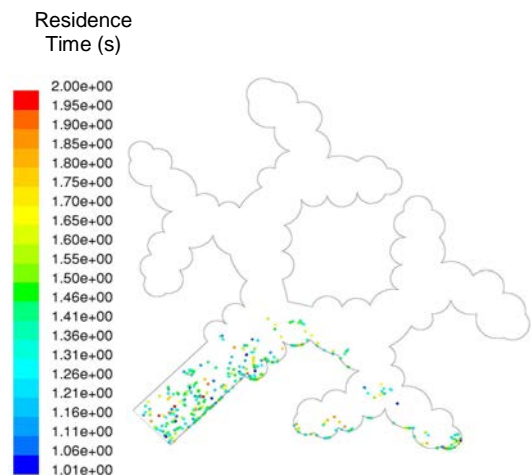 Residence
Time (s)
2.00e+00
1.95e+00
1.90e+00
1.85e+00
1.80e+00
1.75e+00
1.70e+00
1.65e+00
1.60e+00
1.55e+00
1.50e+00
1.46e+00
1.41e+00
1.36e+00
1.31e+00
1.26e+00
1.21e+00
1.16e+00
1.11e+00
1.06e+00
1.01e+00